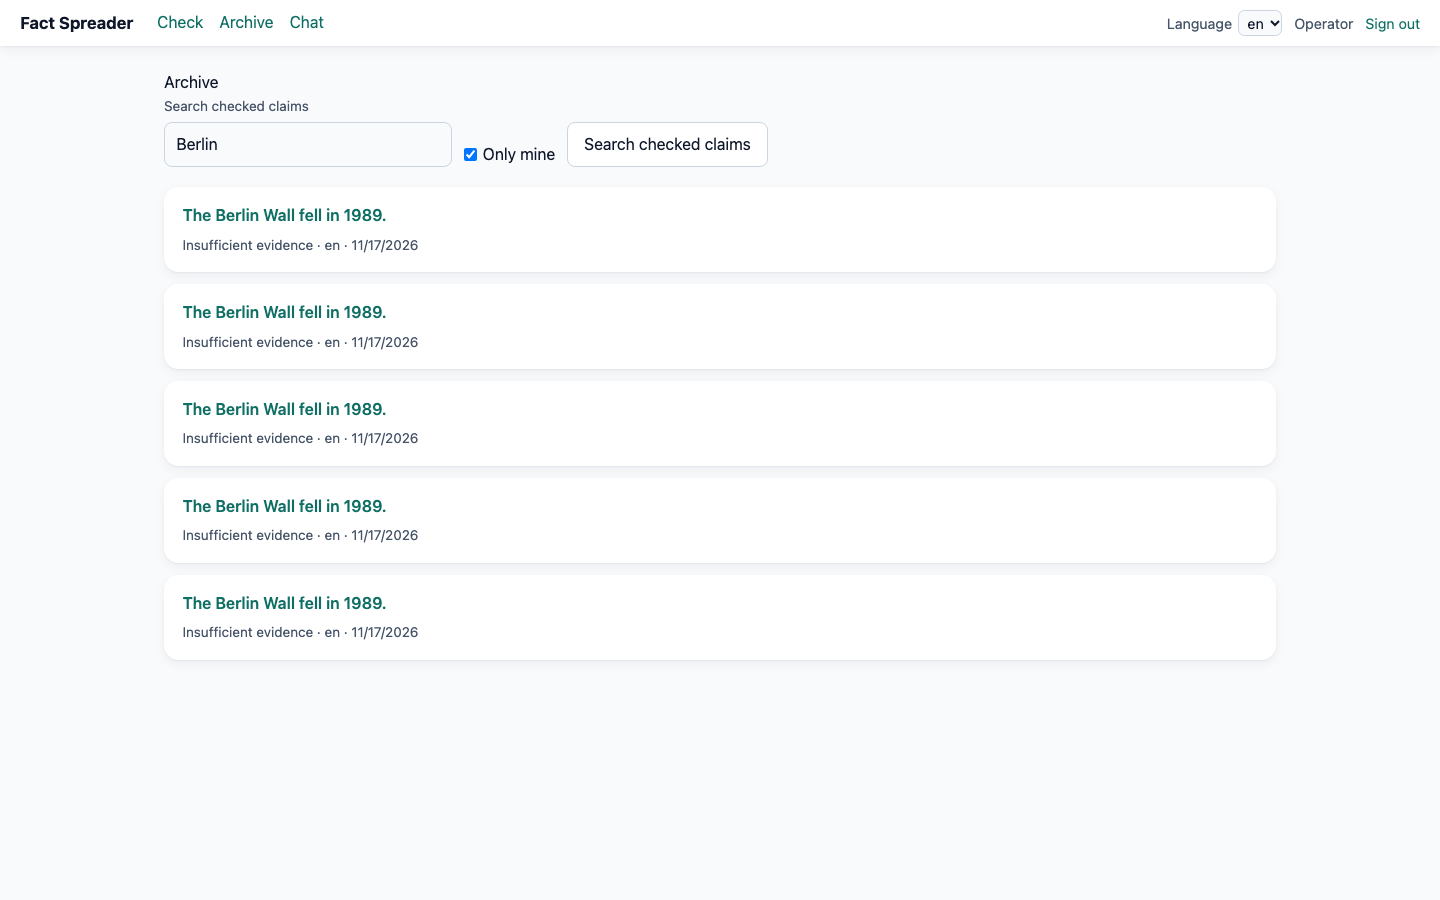 Fact Spreader Check Archive Chat Language en Operator Sign out
Archive
Search checked claims
Berlin Only mine Search checked claims
The Berlin Wall fell in 1989.
Insufficient evidence · en · 11/17/2026
The Berlin Wall fell in 1989.
Insufficient evidence · en · 11/17/2026
The Berlin Wall fell in 1989.
Insufficient evidence · en · 11/17/2026
The Berlin Wall fell in 1989.
Insufficient evidence · en · 11/17/2026
The Berlin Wall fell in 1989.
Insufficient evidence · en · 11/17/2026